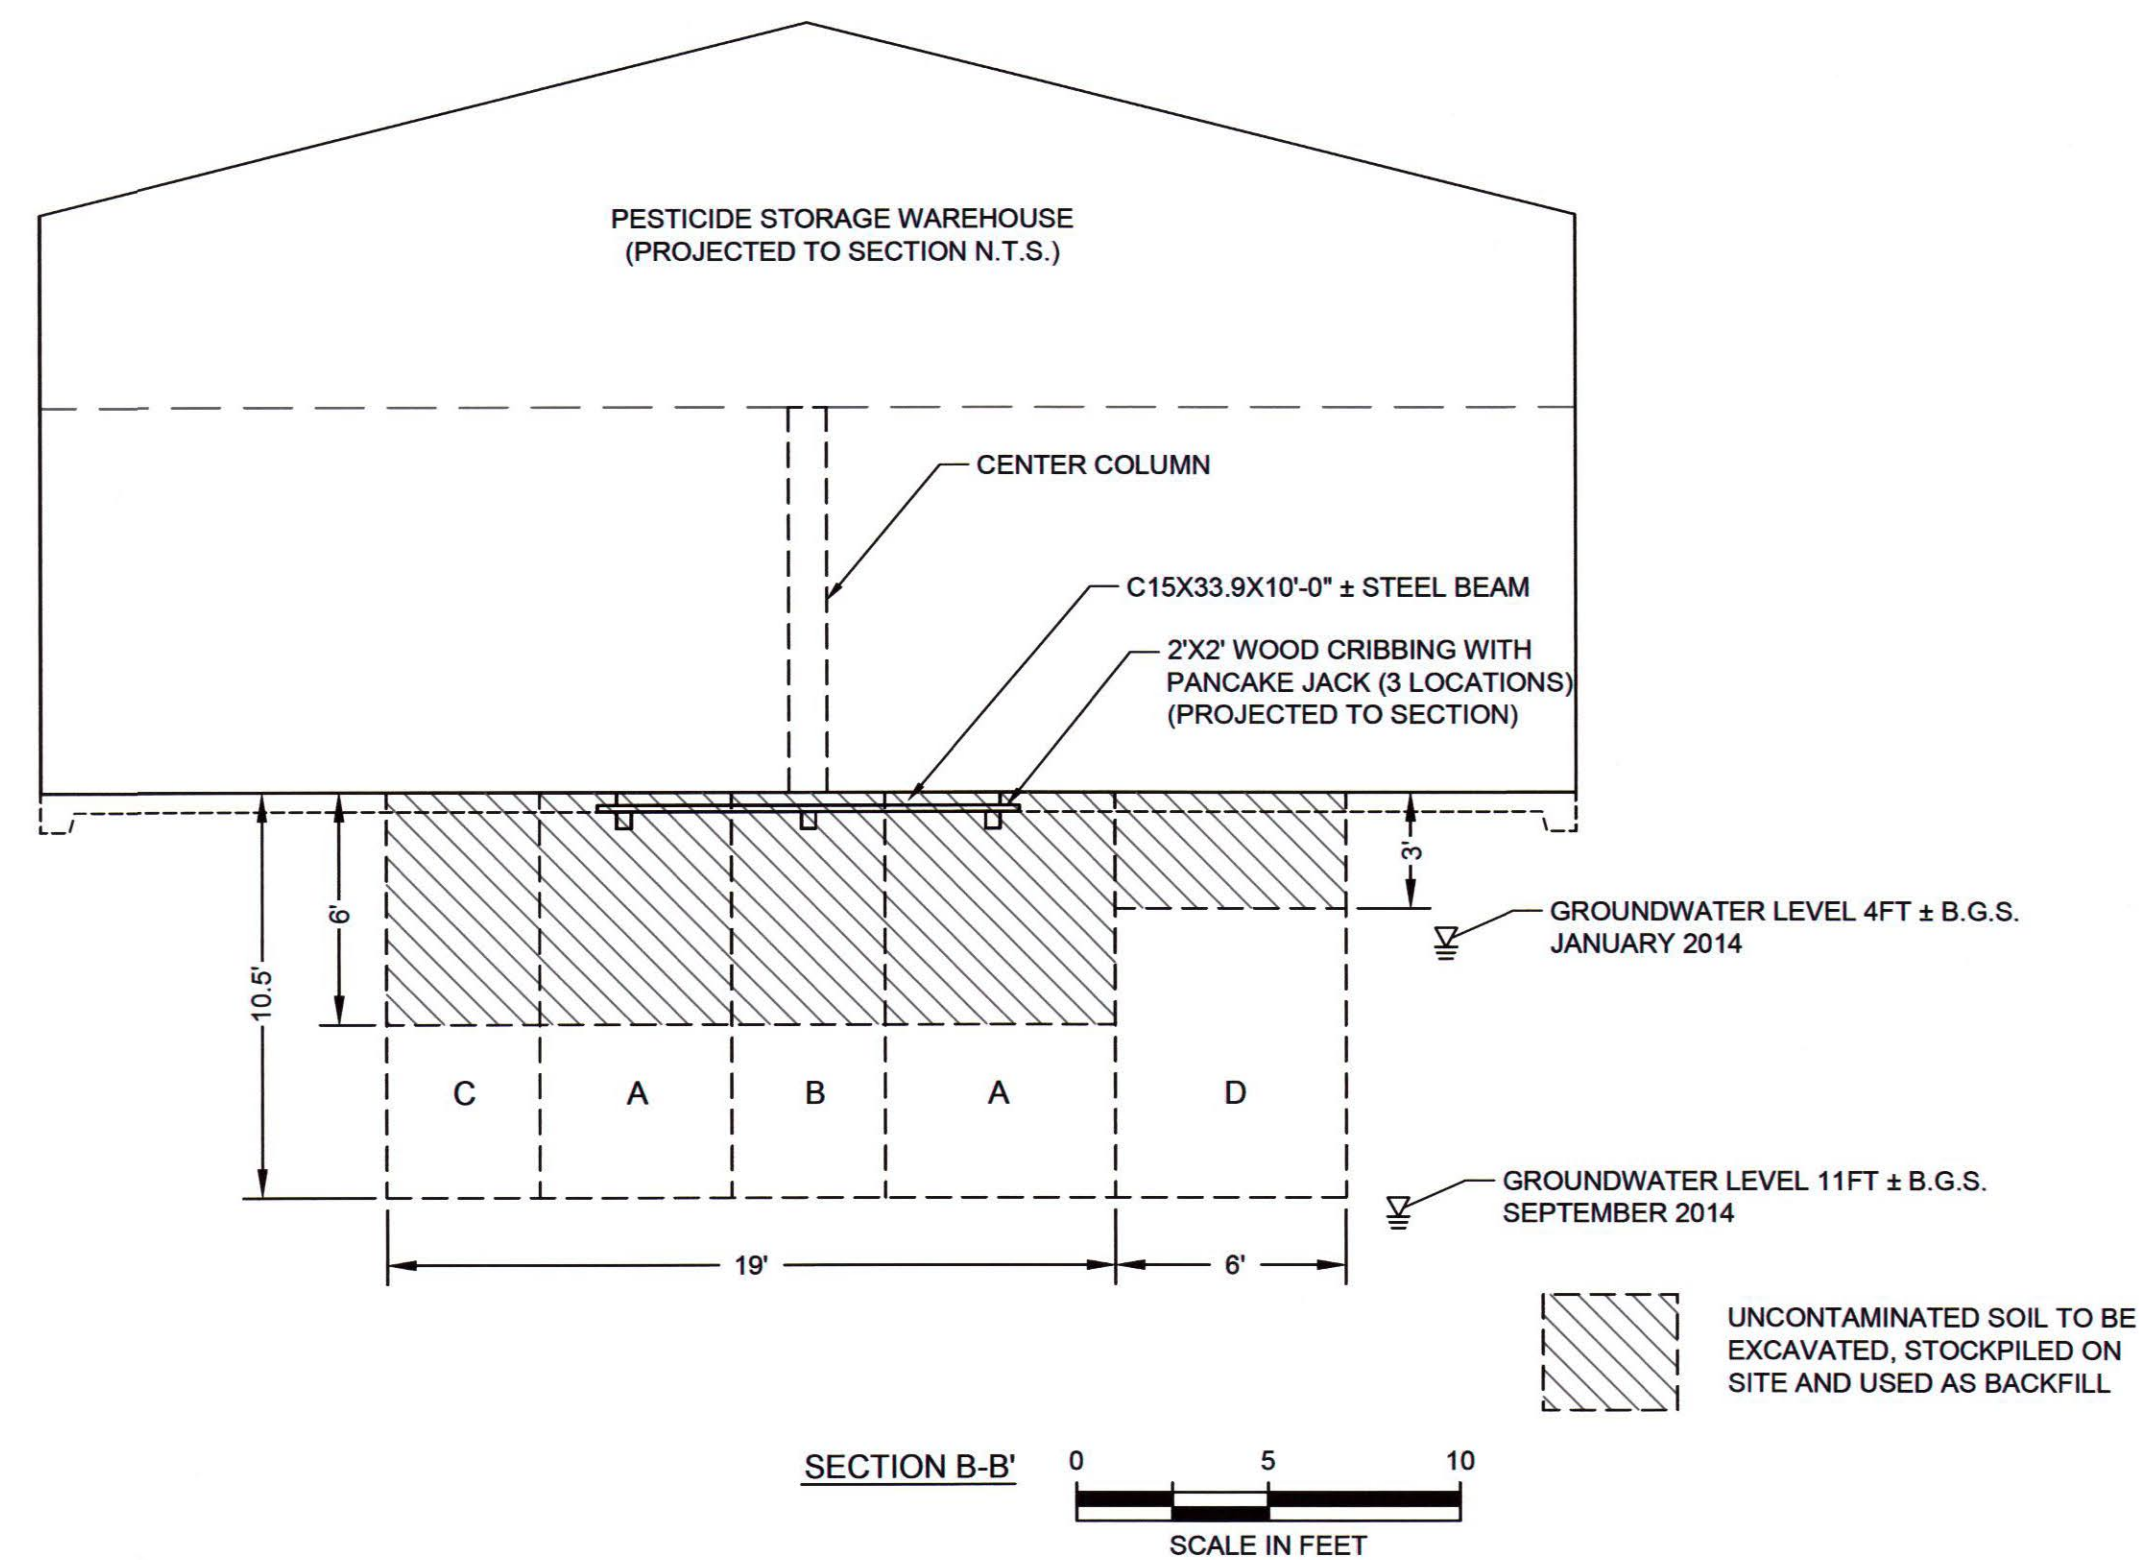 PESTICIDE STORAGE WAREHOUSE
(PROJECTED TO SECTION N.T.S.)
CENTER COLUMN
C15X33.9X10'-0" ± STEEL BEAM
2'X2' WOOD CRIBBING WITH
PANCAKE JACK (3 LOCATIONS)
(PROJECTED TO SECTION)
3'
6'
10.5'
GROUNDWATER LEVEL 4FT ± B.G.S.
JANUARY 2014
C
A
B
A
D
GROUNDWATER LEVEL 11FT ± B.G.S.
SEPTEMBER 2014
19'
6'
UNCONTAMINATED SOIL TO BE
EXCAVATED, STOCKPILED ON
SITE AND USED AS BACKFILL
SECTION B-B'
0 5 10
SCALE IN FEET